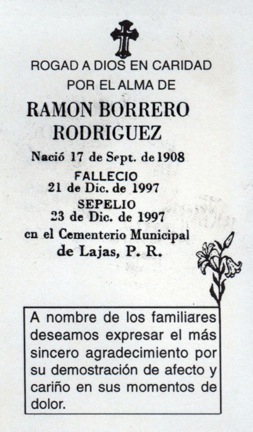 ROGAD A DIOS EN CARIDAD
POR EL ALMA DE
RAMON BORRERO
RODRIGUEZ
Nació 17 de Sept. de 1908
FALLECIO
21 de Dic. de 1997
SEPELIO
23 de Dic. de 1997
en el Cementerio Municipal
de Lajas, P. R.
A nombre de los familiares
deseamos expresar el más
sincero agradecimiento por
su demostración de afecto y
cariño en sus momentos de
dolor.